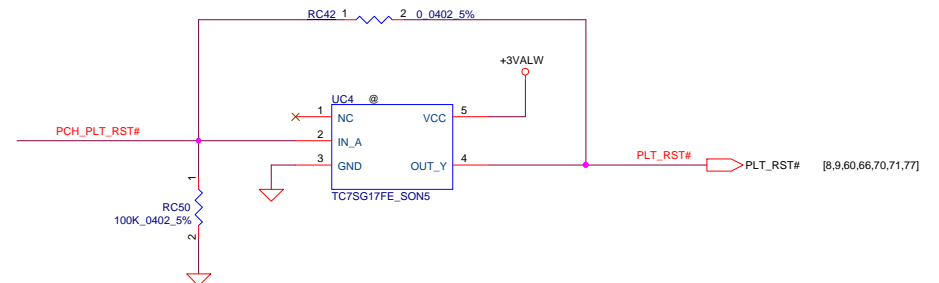 RC42 1 2 0_0402_5%
+3VALW
UC4 @
1 NC VCC 5
PCH_PLT_RST#
2 IN_A
3 GND OUT_Y 4
PLT_RST#
PLT_RST# [8,9,60,66,70,71,77]
TC7SG17FE_SON5
1
RC50
100K_0402_5%
2